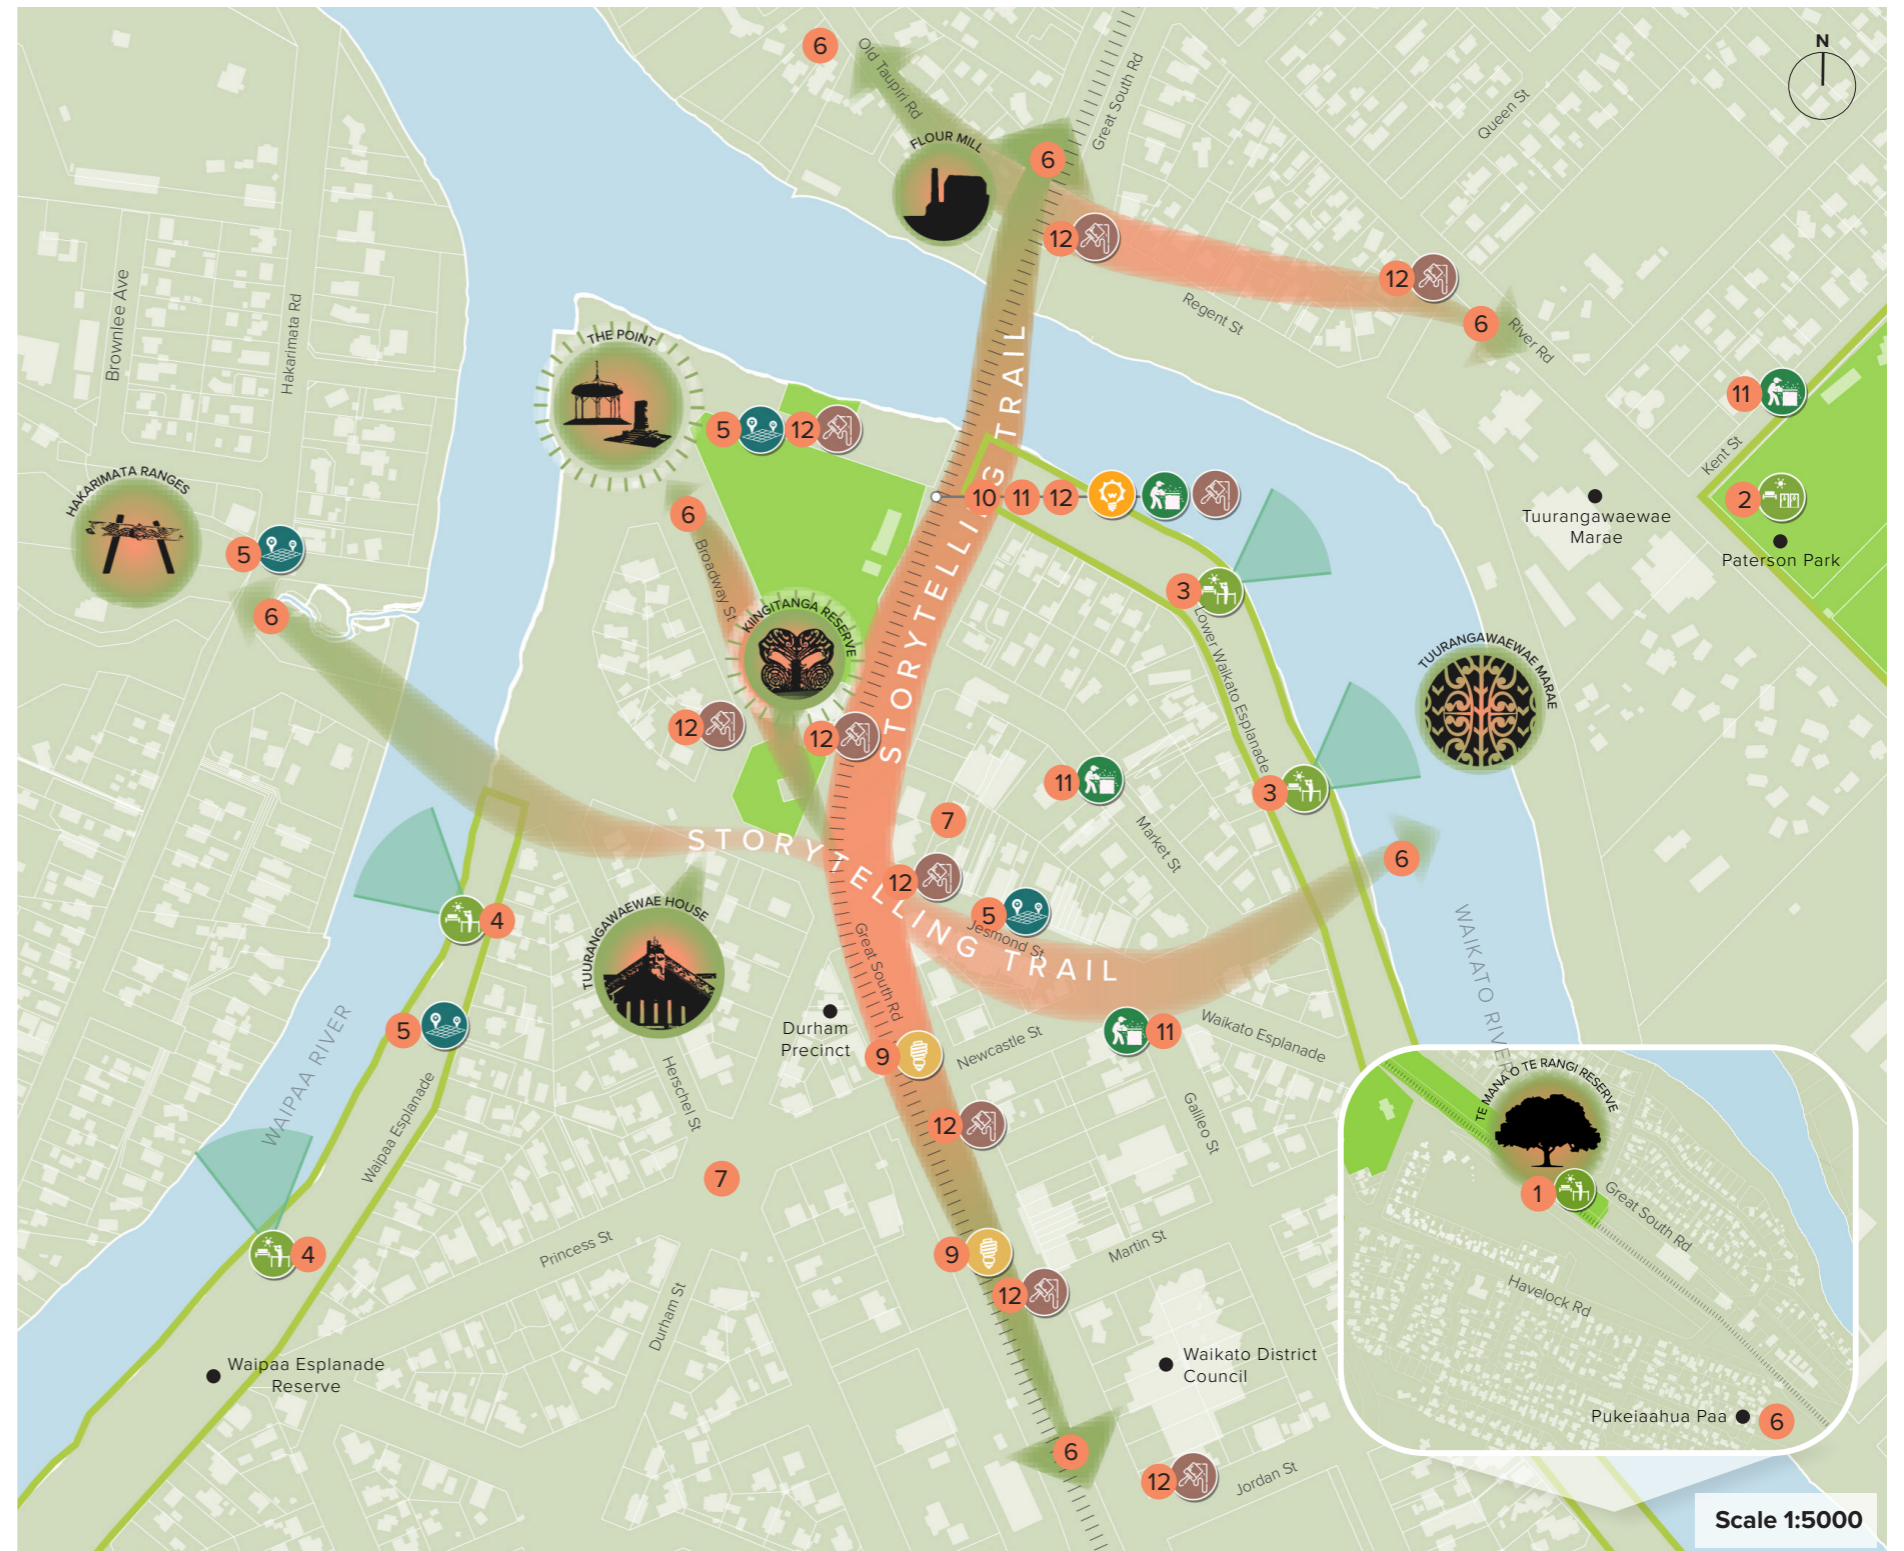 6
Old Taupiri Rd
Great South Rd
Queen St
N
FLOUR MILL
6
12
12
6
Regent St
River Rd
Brownlee Ave
Hakarimata Rd
THE POINT
5
12
STORYTELLING TRAIL
11
Kent St
2
Tuurangawaewae
Marae
Paterson Park
HAKARIMATA RANGES
5
6
6
Broadway St
10
11
12
3
Lower Waikato Esplanade
KIINGITANGA RESERVE
12
12
TUURANGAWAEWAE MARAE
11
3
7
Market St
STORYTELLING TRAIL
12
5
Jesmond St
6
4
TUURANGAWAEWAE HOUSE
Great South Rd
WAIKATO RIVER
5
WAIPAA RIVER
Durham
Precinct
9
Newcastle St
11
Waikato Esplanade
Waipaa Esplanade
Herschel St
12
Galileo St
7
4
Princess St
9
Martin St
12
Durham St
Waipaa Esplanade
Reserve
Waikato District
Council
6
12
Jordan St
TE MANA O TE RANGI RESERVE
1
Great South Rd
Havelock Rd
Pukeiaahua Paa
6
Scale 1:5000